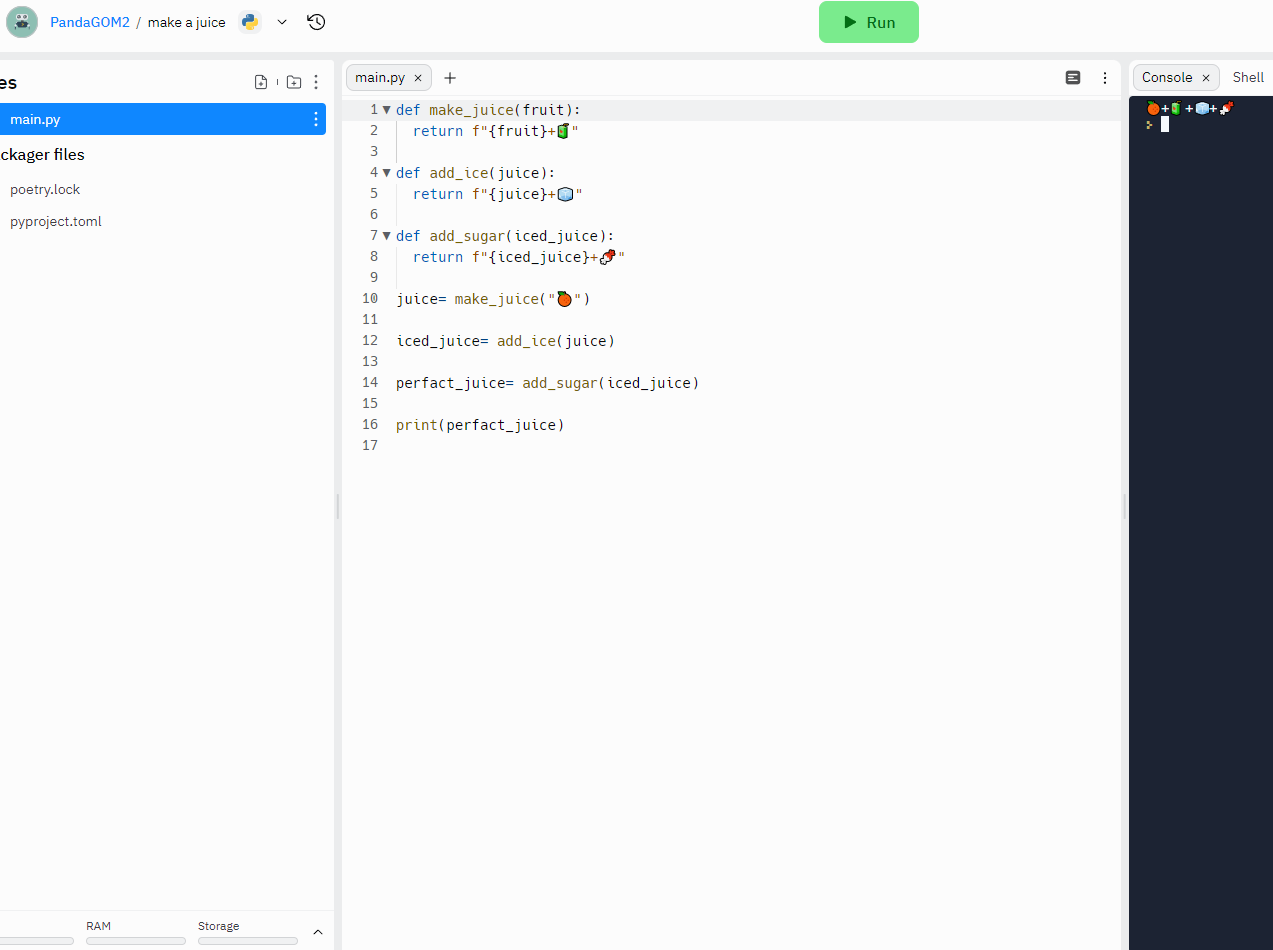 PandaGOM2 / make a juice
Run
es
main.py
ckager files
poetry.lock
pyproject.toml
RAM
Storage
main.py × +
1 def make_juice(fruit):
2 return f"{fruit}+🧃"
3
4 def add_ice(juice):
5 return f"{juice}+🧊"
6
7 def add_sugar(iced_juice):
8 return f"{iced_juice}+🍬"
9
10 juice= make_juice("🍊")
11
12 iced_juice= add_ice(juice)
13
14 perfact_juice= add_sugar(iced_juice)
15
16 print(perfact_juice)
17
Console × Shell
🍊+🧃+🧊+🍬